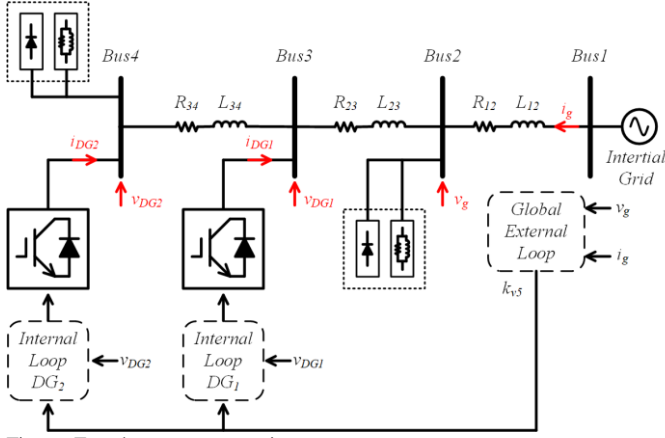 Bus4
Bus3
Bus2
Bus1
R34
L34
R23
L23
R12
L12
ig
iDG2
iDG1
Intertial
Grid
vDG2
vDG1
vg
Global
External
Loop
vg
ig
kv5
Internal
Loop
DG2
vDG2
Internal
Loop
DG1
vDG1